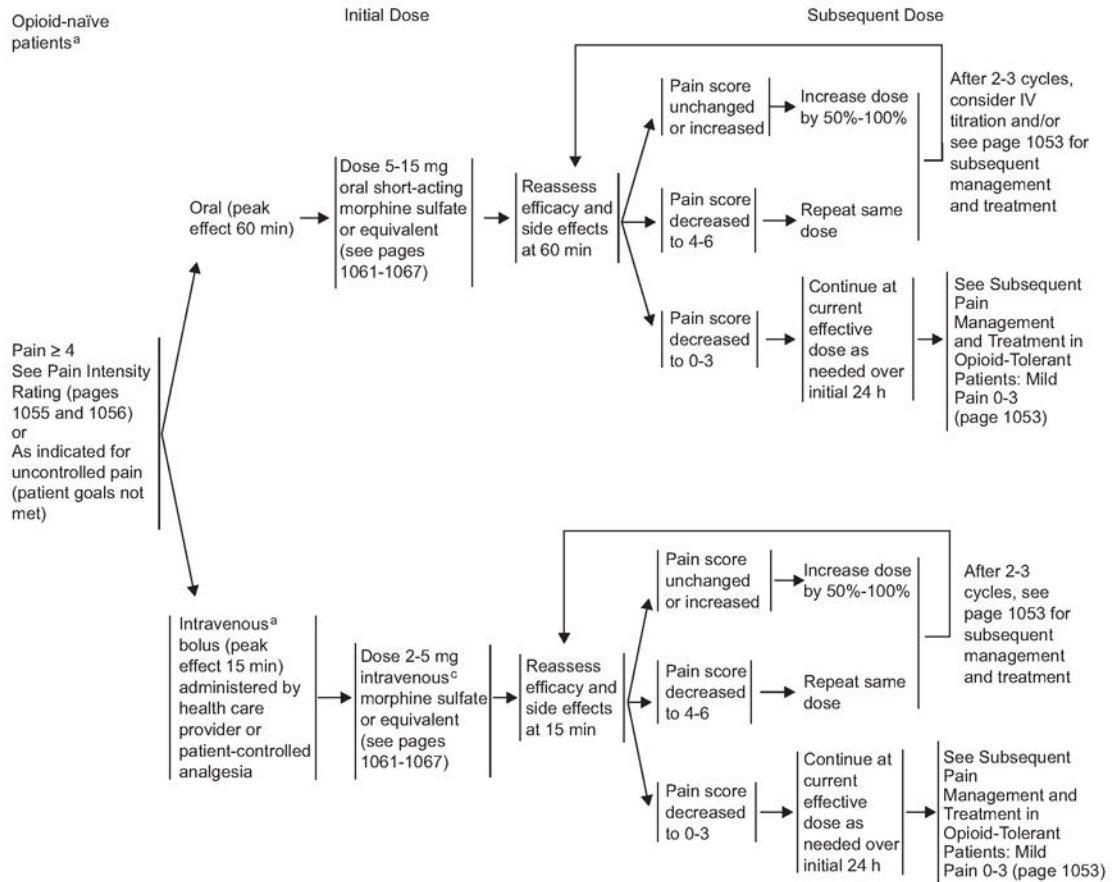 Opioid-naïve
patientsᵃ
Initial Dose
Subsequent Dose
Pain ≥ 4
See Pain Intensity
Rating (pages
1055 and 1056)
or
As indicated for
uncontrolled pain
(patient goals not
met)
Oral (peak
effect 60 min)
Dose 5-15 mg
oral short-acting
morphine sulfate
or equivalent
(see pages
1061-1067)
Reassess
efficacy and
side effects
at 60 min
Pain score
unchanged
or increased
Increase dose
by 50%-100%
After 2-3 cycles,
consider IV
titration and/or
see page 1053 for
subsequent
management
and treatment
Pain score
decreased
to 4-6
Repeat same
dose
Pain score
decreased
to 0-3
Continue at
current
effective
dose as
needed over
initial 24 h
See Subsequent
Pain
Management
and Treatment in
Opioid-Tolerant
Patients: Mild
Pain 0-3
(page 1053)
Intravenousᵃ
bolus (peak
effect 15 min)
administered by
health care
provider or
patient-controlled
analgesia
Dose 2-5 mg
intravenousᶜ
morphine sulfate
or equivalent
(see pages
1061-1067)
Reassess
efficacy and
side effects
at 15 min
Pain score
unchanged
or increased
Increase dose
by 50%-100%
After 2-3
cycles, see
page 1053 for
subsequent
management
and treatment
Pain score
decreased
to 4-6
Repeat same
dose
Pain score
decreased
to 0-3
Continue at
current
effective
dose as
needed over
initial 24 h
See Subsequent
Pain
Management and
Treatment in
Opioid-Tolerant
Patients: Mild
Pain 0-3 (page 1053)